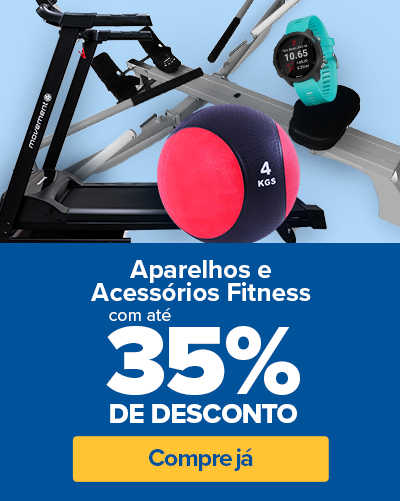 movement
10.65
4
KGS
Aparelhos e
Acessórios Fitness
com até
35%
DE DESCONTO
Compre já